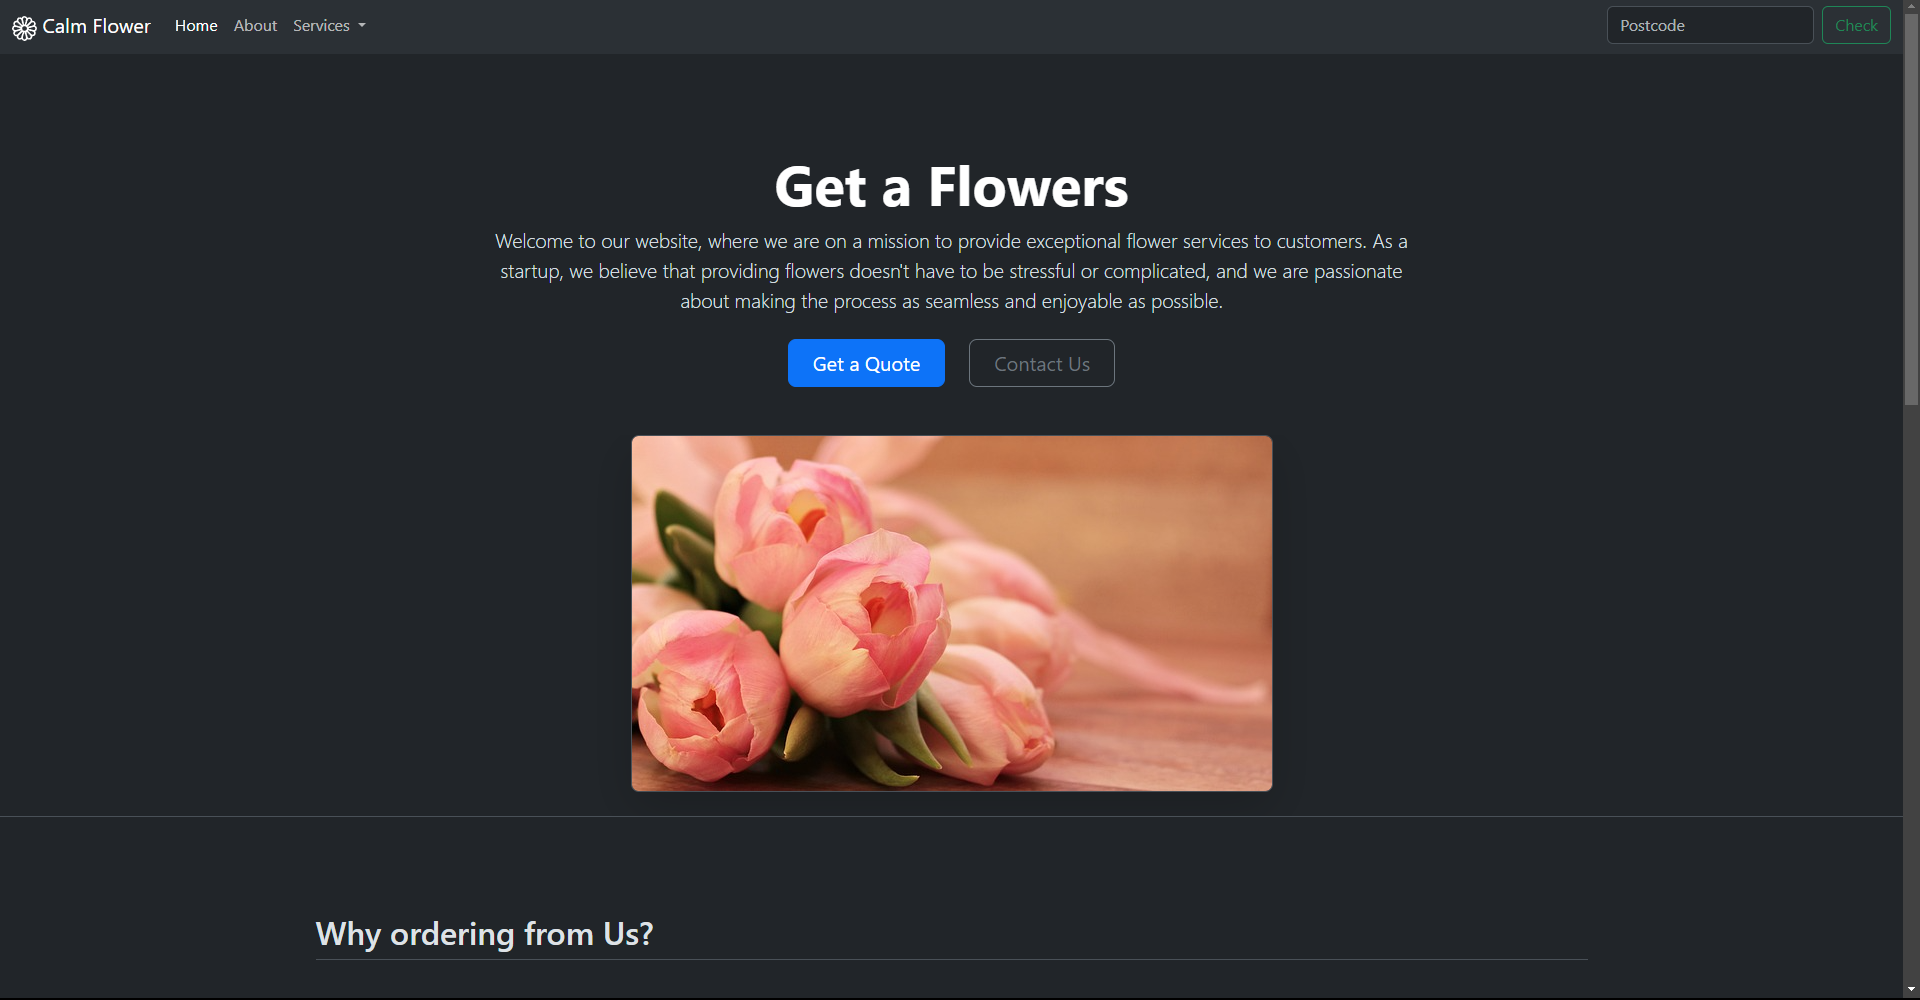 Calm Flower Home About Services Postcode Check
Get a Flowers
Welcome to our website, where we are on a mission to provide exceptional flower services to customers. As a
startup, we believe that providing flowers doesn't have to be stressful or complicated, and we are passionate
about making the process as seamless and enjoyable as possible.
Get a Quote Contact Us
Why ordering from Us?